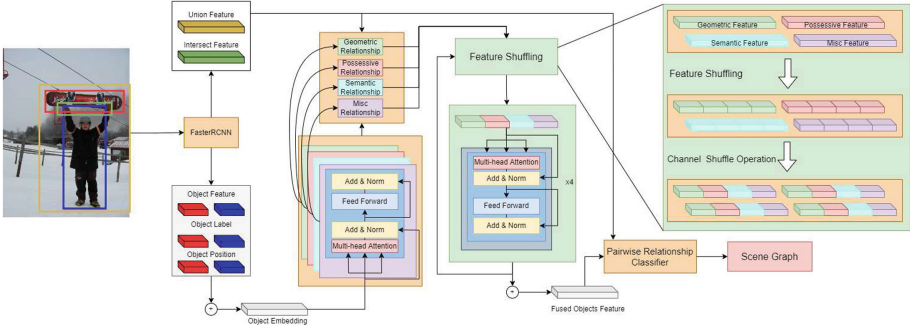 Union Feature
Intersect Feature
FasterRCNN
Object Feature
Object Label
Object Position
Object Embedding
Geometric
Relationship
Possessive
Relationship
Semantic
Relationship
Misc
Relationship
Add & Norm
Feed Forward
Add & Norm
Multi-head Attention
Feature Shuffling
Multi-head Attention
Add & Norm
Feed Forward
Add & Norm
x4
Fused Objects Feature
Pairwise Relationship
Classifier
Scene Graph
Geometric Feature
Possessive Feature
Semantic Feature
Misc Feature
Feature Shuffling
Channel Shuffle Operation